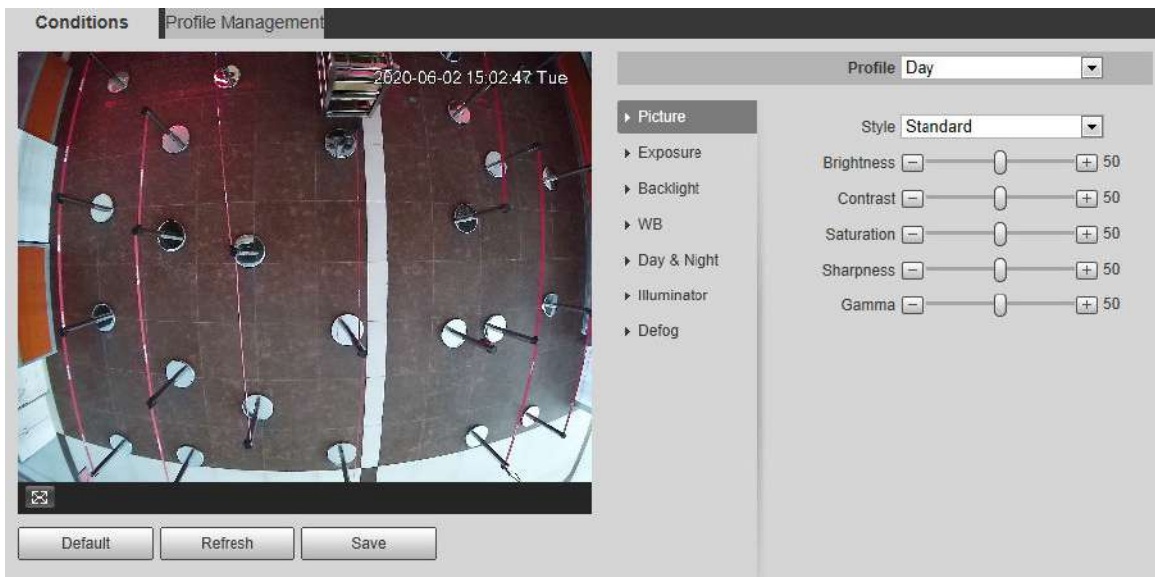 Conditions Profile Management
2020-06-02 15:02:47 Tue
Profile Day
Picture
Exposure
Backlight
WB
Day & Night
Illuminator
Defog
Style Standard
Brightness 50
Contrast 50
Saturation 50
Sharpness 50
Gamma 50
Default Refresh Save